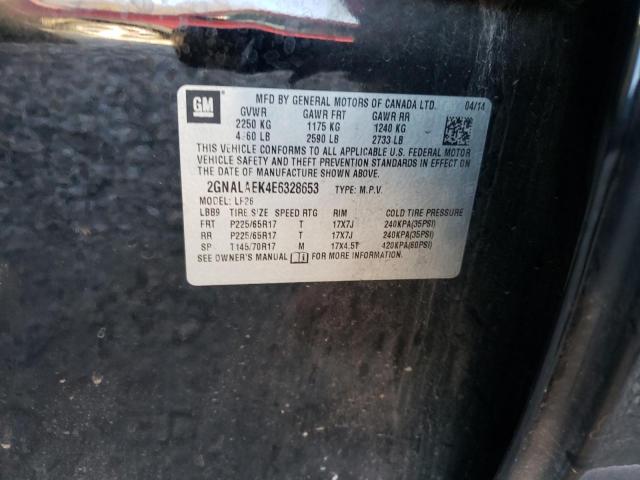 GM
MFD BY GENERAL MOTORS OF CANADA LTD. 04/14
GVWR GAWR FRT GAWR RR
2250 KG 1175 KG 1240 KG
4 60 LB 2590 LB 2733 LB
THIS VEHICLE CONFORMS TO ALL APPLICABLE U.S. FEDERAL MOTOR
VEHICLE SAFETY AND THEFT PREVENTION STANDARDS IN EFFECT ON
THE DATE OF MANUFACTURE SHOWN ABOVE.
2GNALAEK4E6328653 TYPE: M.P.V.
MODEL: LF26
LBB9 TIRE SIZE SPEED RTG RIM COLD TIRE PRESSURE
FRT P225/65R17 T 17X7J 240KPA(35PSI)
RR P225/65R17 T 17X7J 240KPA(35PSI)
SP T145/70R17 M 17X4.5T 420KPA(60PSI)
SEE OWNER'S MANUAL FOR MORE INFORMATION.